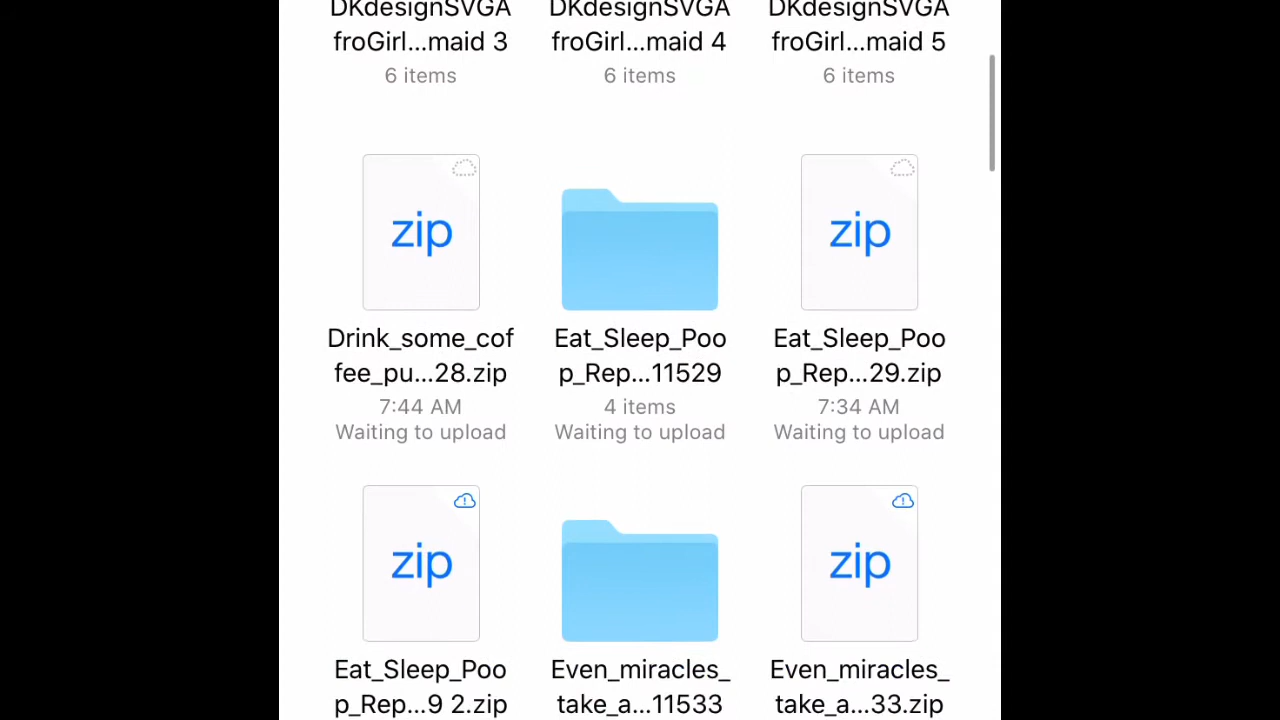 DKdesignSVGA DKdesignSVGA DKdesignSVGA
froGirl...maid 3 froGirl...maid 4 froGirl...maid 5
6 items 6 items 6 items
zip zip
Drink_some_cof Eat_Sleep_Poo Eat_Sleep_Poo
fee_pu...28.zip p_Rep...11529 p_Rep...29.zip
7:44 AM 4 items 7:34 AM
Waiting to upload Waiting to upload Waiting to upload
zip zip
Eat_Sleep_Poo Even_miracles_ Even_miracles_
p_Rep...9 2.zip take_a...11533 take_a...33.zip